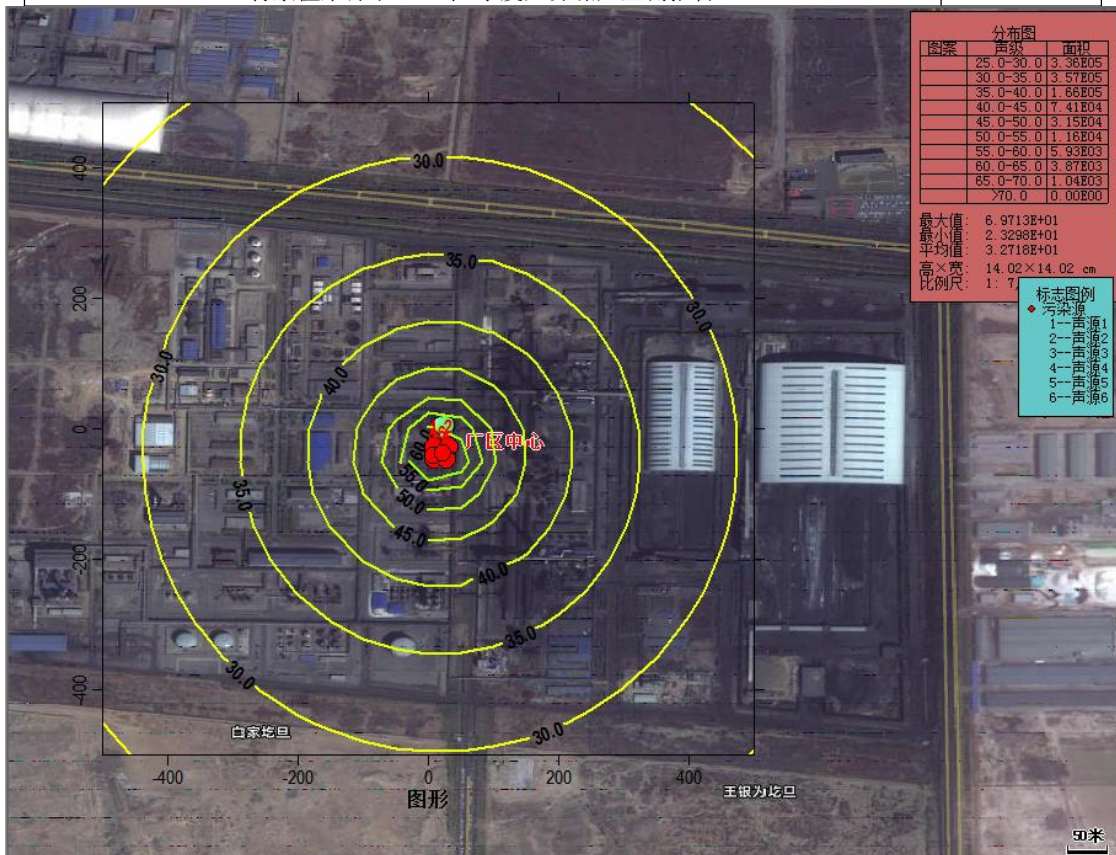 分布图
图案 声级 面积
25.0-30.0 3.36E05
30.0-35.0 3.57E05
35.0-40.0 1.66E05
40.0-45.0 7.41E04
45.0-50.0 3.15E04
50.0-55.0 1.16E04
55.0-60.0 5.93E03
60.0-65.0 3.87E03
65.0-70.0 1.04E03
>70.0 0.00E00
最大值: 6.9713E+01
最小值: 2.3298E+01
平均值: 3.2718E+01
高×宽: 14.02×14.02 cm
比例尺: 1: 7
标志图例
污染源
1--声源1
2--声源2
3--声源3
4--声源4
5--声源5
6--声源6
400
200
0
-200
-400
30.0
35.0
30.0
30.0
40.0
60.0
厂区中心
55.0
50.0
35.0
45.0
40.0
35.0
30.0
30.0
白家圪旦
-400 -200 0 200 400
图形
王银为圪旦
50米